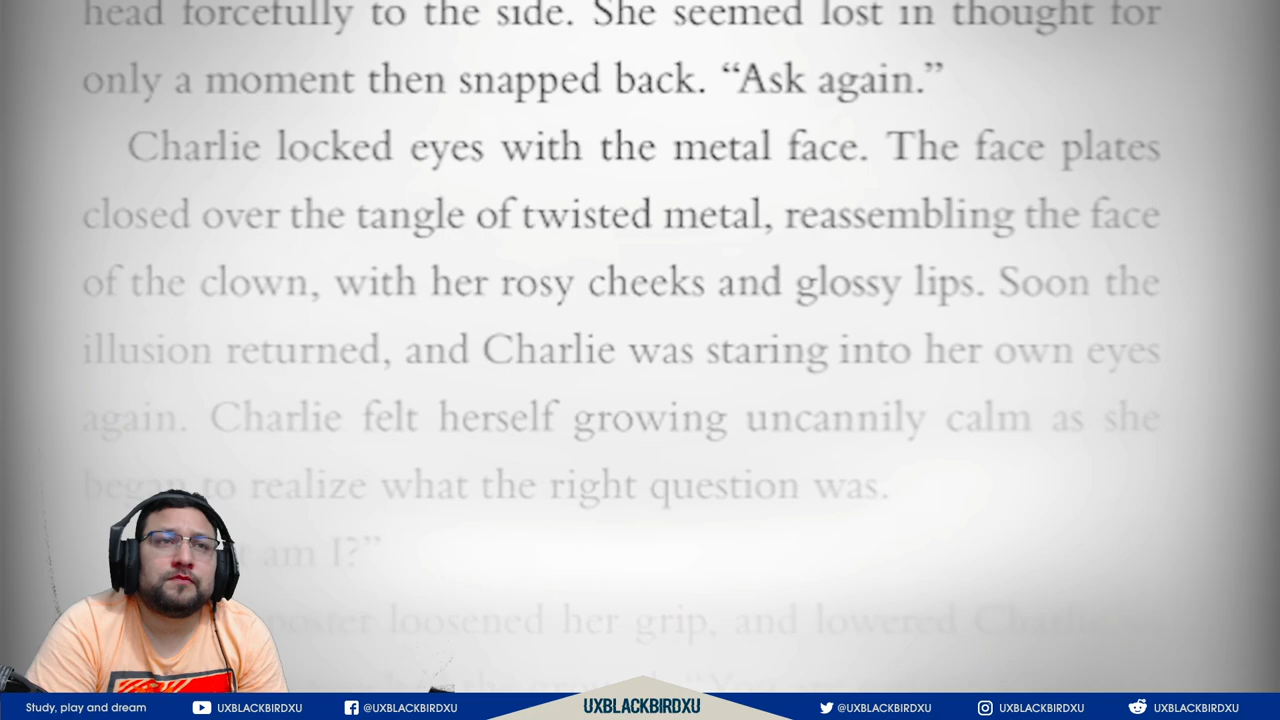 head forcefully to the side. She seemed lost in thought for
only a moment then snapped back. “Ask again.”
Charlie locked eyes with the metal face. The face plates
closed over the tangle of twisted metal, reassembling the face
of the clown, with her rosy cheeks and glossy lips. Soon the
illusion returned, and Charlie was staring into her own eyes
again. Charlie felt herself growing uncannily calm as she
began to realize what the right question was.
am I?”
loosened her grip, and lowered Charlie
Study, play and dream
UXBLACKBIRDXU
@UXBLACKBIRDXU
UXBLACKBIRDXU
@UXBLACKBIRDXU
UXBLACKBIRDXU
UXBLACKBIRDXU